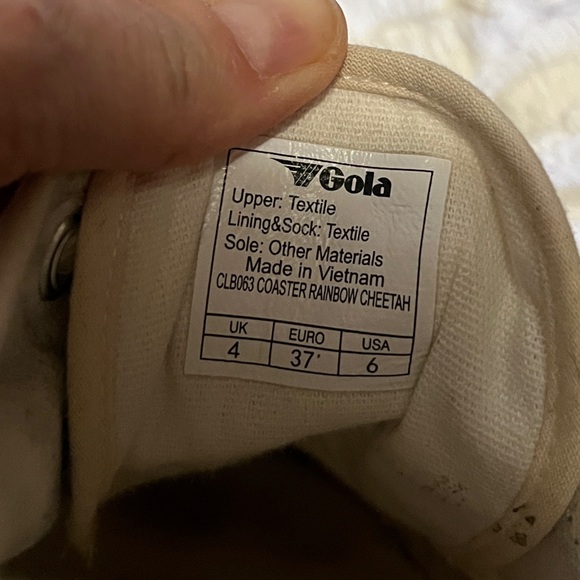 Gola
Upper: Textile
Lining&Sock: Textile
Sole: Other Materials
Made in Vietnam
CLB063 COASTER RAINBOW CHEETAH
UK EURO USA
4 37 6